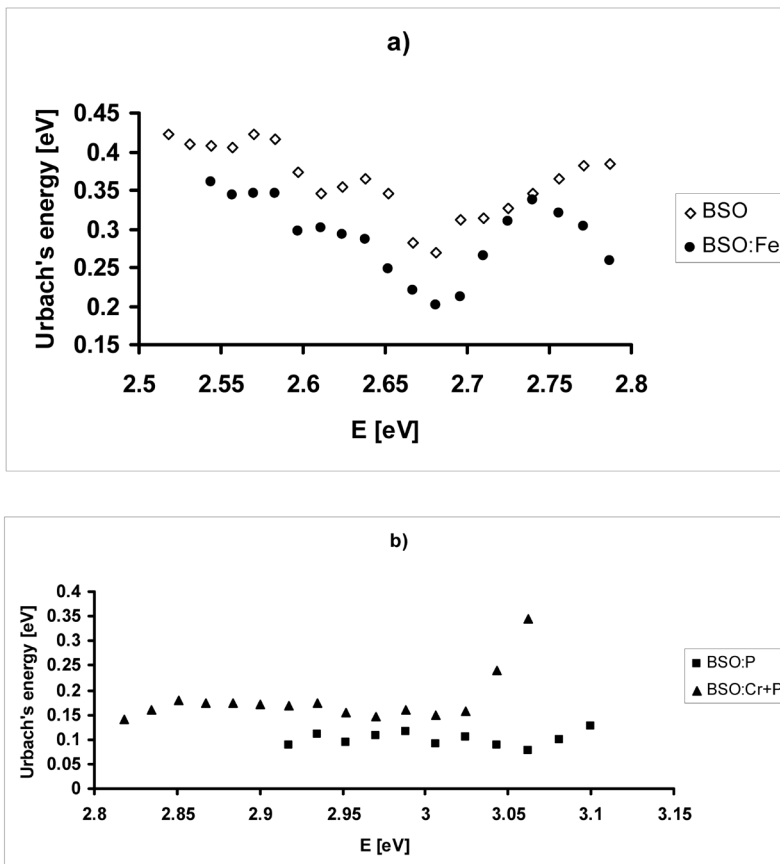 a)
Urbach's energy [eV]
0.45
0.4
0.35
0.3
0.25
0.2
0.15
2.5 2.55 2.6 2.65 2.7 2.75 2.8
E [eV]
BSO
BSO:Fe
b)
Urbach's energy [eV]
0.4
0.35
0.3
0.25
0.2
0.15
0.1
0.05
0
2.8 2.85 2.9 2.95 3 3.05 3.1 3.15
E [eV]
BSO:P
BSO:Cr+P